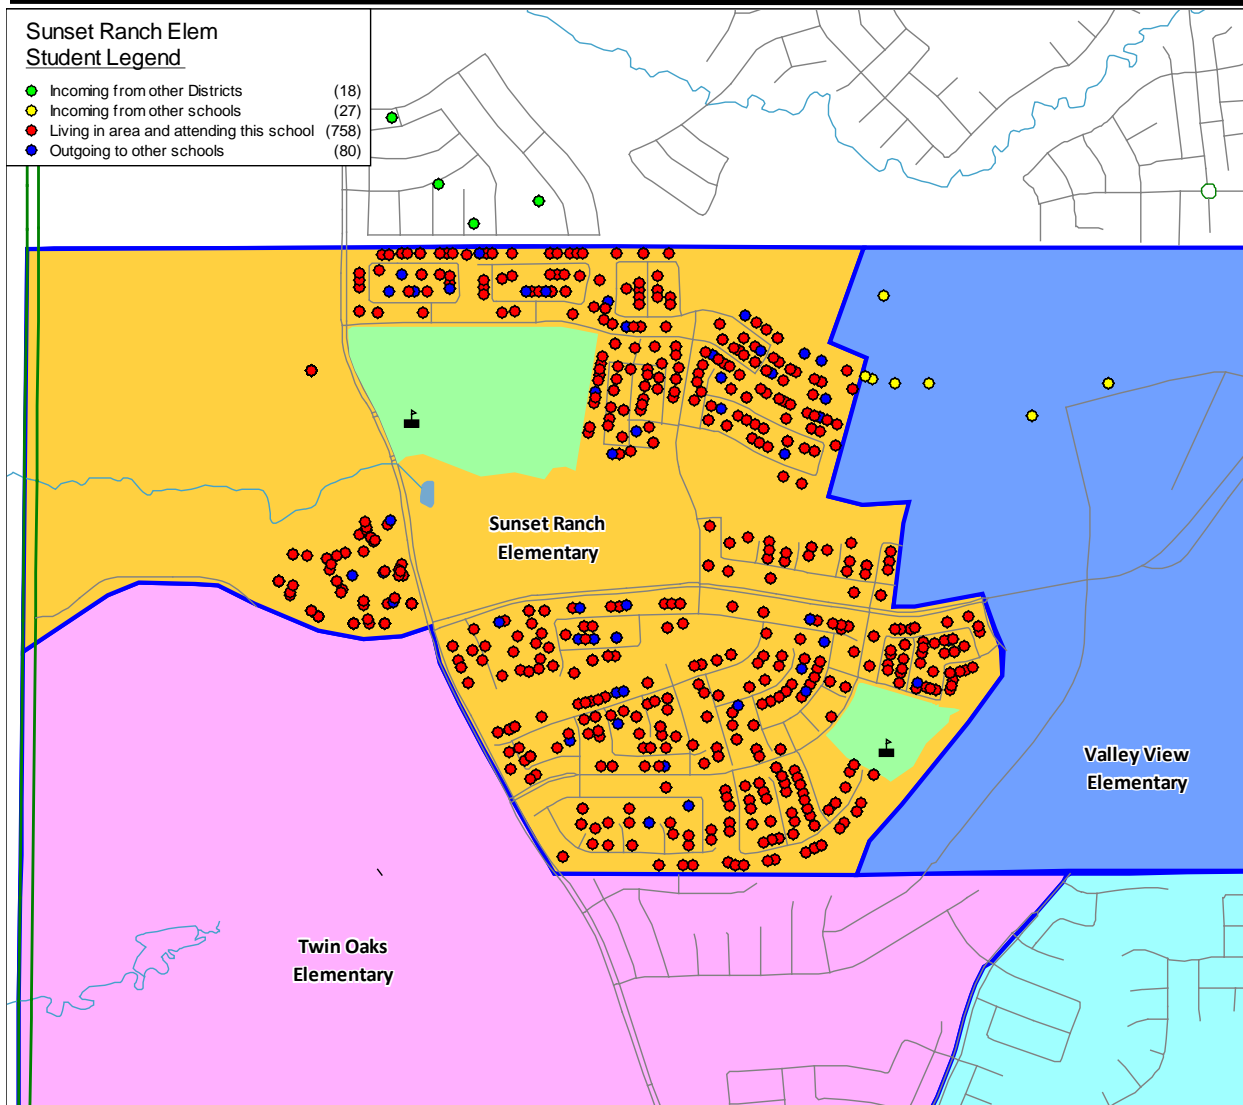 Sunset Ranch Elem
Student Legend
Incoming from other Districts (18)
Incoming from other schools (27)
Living in area and attending this school (758)
Outgoing to other schools (80)
Sunset Ranch
Elementary
Valley View
Elementary
Twin Oaks
Elementary